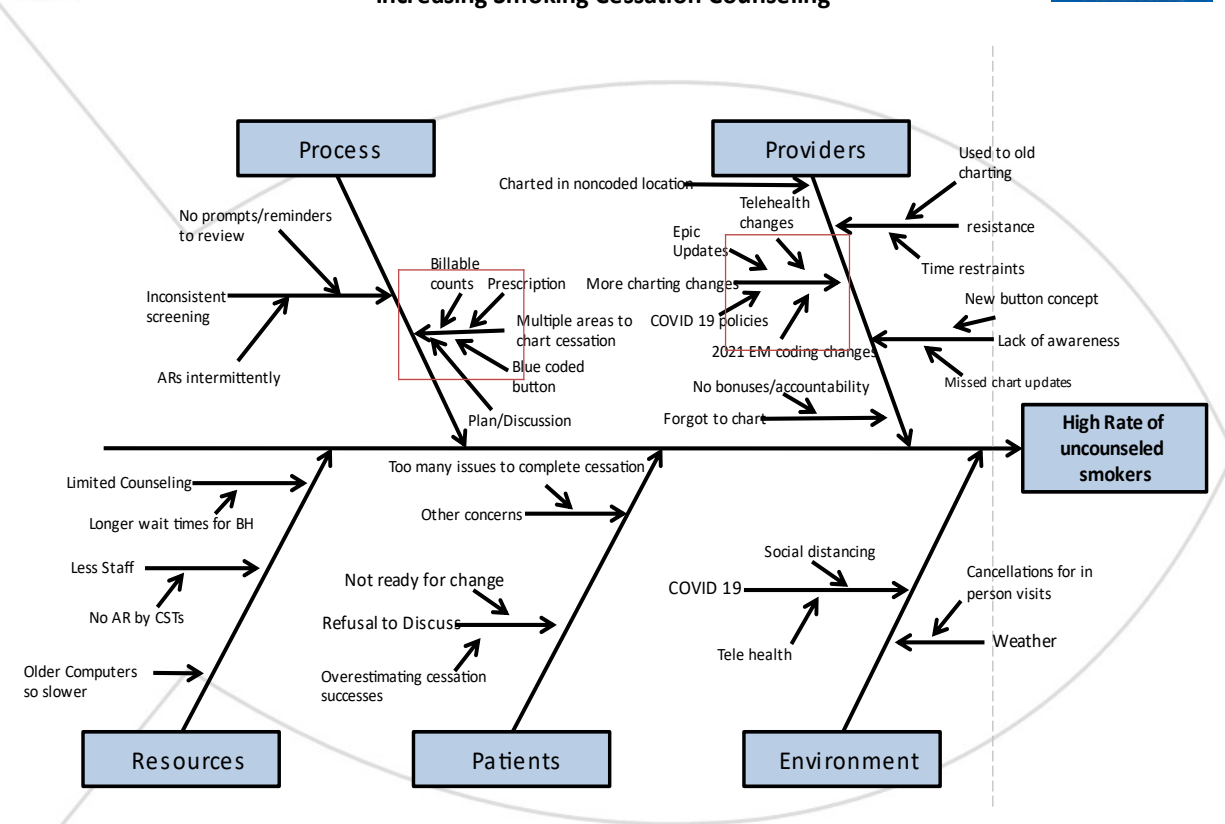 Increasing Smoking Cessation Counseling
Process
Providers
Used to old
charting
Charted in noncoded location
Telehealth
changes
No prompts/reminders
to review
resistance
Epic
Updates
Billable
counts
Prescription
More charting changes
Time restraints
Inconsistent
screening
New button concept
Multiple areas to
chart cessation
COVID 19 policies
Lack of awareness
2021 EM coding changes
Blue coded
button
ARs intermittently
No bonuses/accountability
Missed chart updates
Plan/Discussion
Forgot to chart
High Rate of
uncounseled
smokers
Too many issues to complete cessation
Limited Counseling
Other concerns
Longer wait times for BH
Social distancing
Less Staff
Not ready for change
Cancellations for in
person visits
COVID 19
No AR by CSTs
Refusal to Discuss
Weather
Tele health
Older Computers
so slower
Overestimating cessation
successes
Resources
Patients
Environment